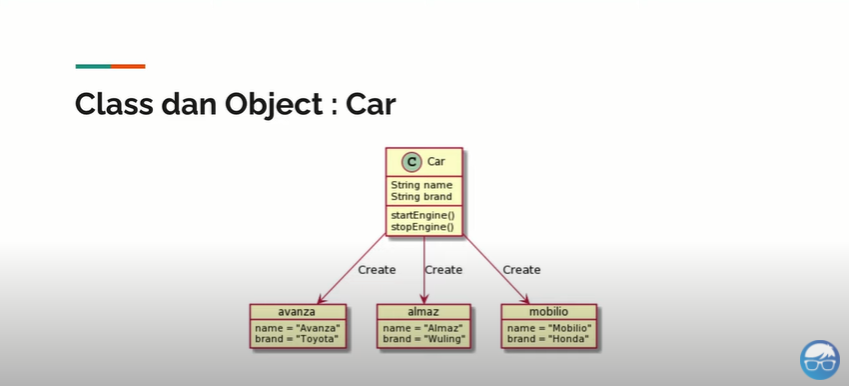 Class dan Object : Car
C Car
String name
String brand
startEngine()
stopEngine()
Create Create Create
avanza
name = "Avanza"
brand = "Toyota"
almaz
name = "Almaz"
brand = "Wuling"
mobilio
name = "Mobilio"
brand = "Honda"